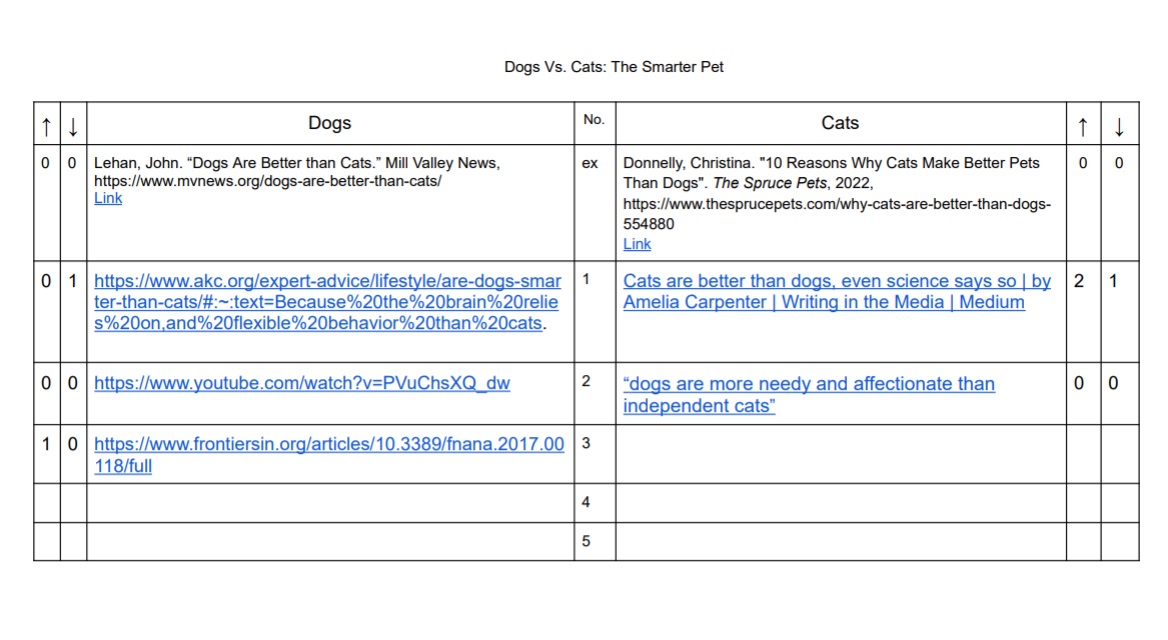 Dogs Vs. Cats: The Smarter Pet
↑ ↓ Dogs No. Cats ↑ ↓
0 0 Lehan, John. “Dogs Are Better than Cats.” Mill Valley News,
https://www.mvnews.org/dogs-are-better-than-cats/
Link
ex
Donnelly, Christina. "10 Reasons Why Cats Make Better Pets
Than Dogs". The Spruce Pets, 2022,
https://www.thesprucepets.com/why-cats-are-better-than-dogs-
554880
Link
0 0
0 1 https://www.akc.org/expert-advice/lifestyle/are-dogs-smar
ter-than-cats/#:~:text=Because%20the%20brain%20relie
s%20on,and%20flexible%20behavior%20than%20cats.
1
Cats are better than dogs, even science says so | by
Amelia Carpenter | Writing in the Media | Medium
2 1
0 0 https://www.youtube.com/watch?v=PVuChsXQ_dw
2
“dogs are more needy and affectionate than
independent cats”
0 0
1 0 https://www.frontiersin.org/articles/10.3389/fnana.2017.00
118/full
3
4
5